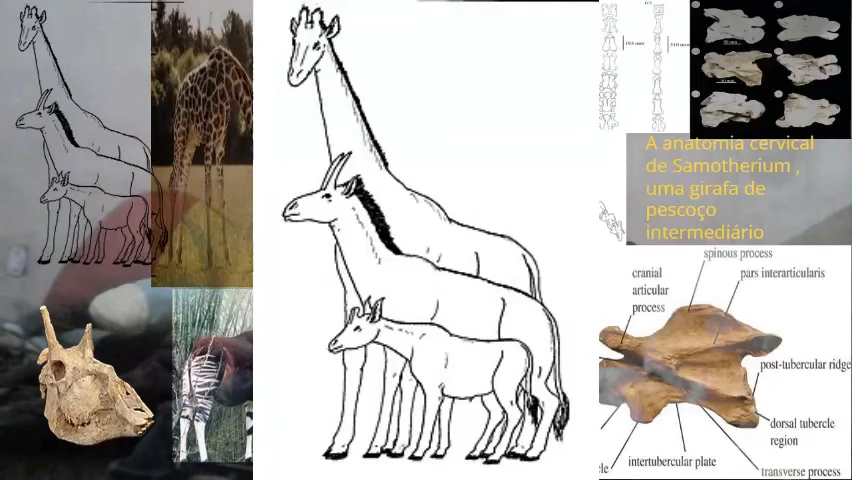 A anatomia cervical
de Samotherium ,
uma girafa de
pescoço
intermediário
spinous process
cranial
articular
process
pars interarticularis
post-tubercular ridge
dorsal tubercle
region
intertubercular plate
transverse process